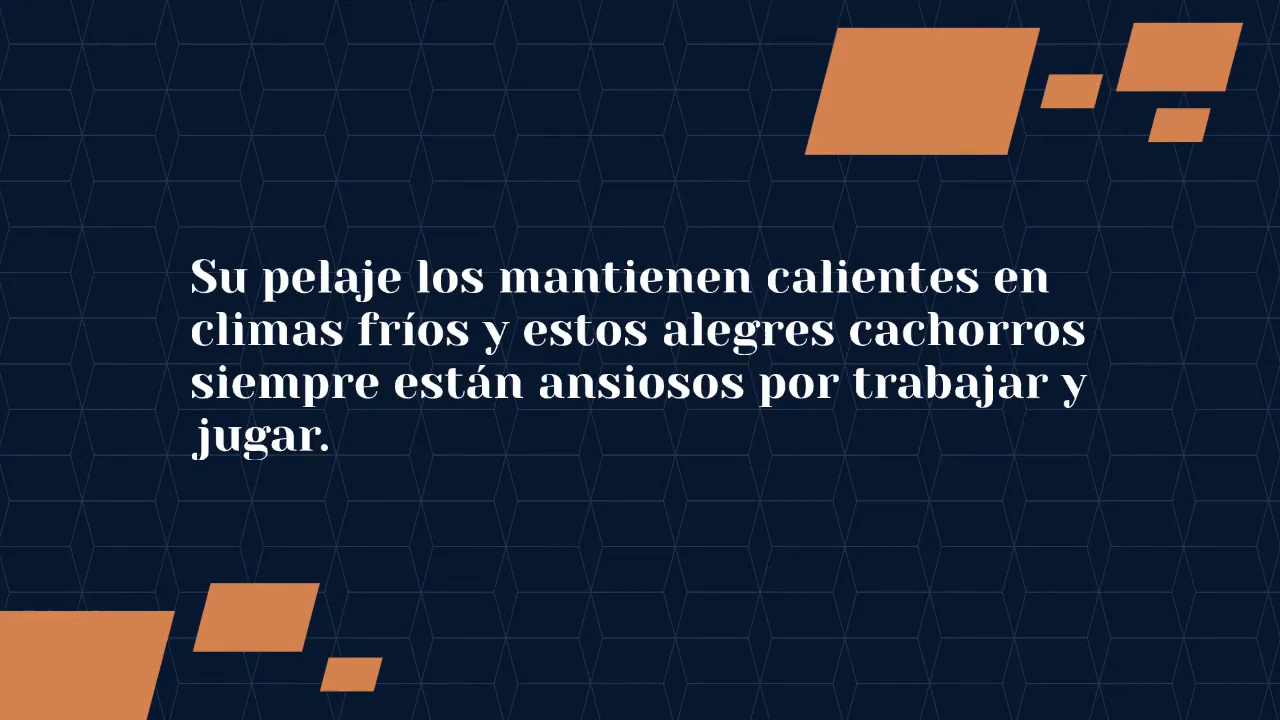 Su pelaje los mantienen calientes en
climas fríos y estos alegres cachorros
siempre están ansiosos por trabajar y
jugar.